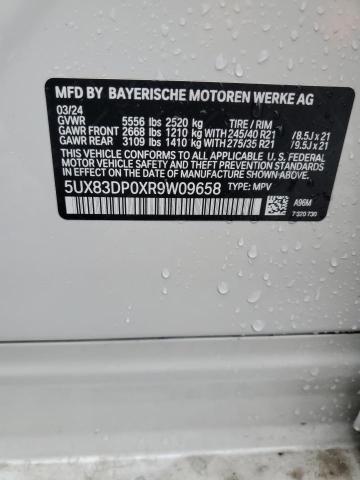 MFD BY BAYERISCHE MOTOREN WERKE AG
03/24
GVWR 5556 lbs 2520 kg TIRE / RIM
GAWR FRONT 2668 lbs 1210 kg WITH 245/40 R21 /8.5J x 21
GAWR REAR 3109 lbs 1410 kg WITH 275/35 R21 /9.5J x 21
THIS VEHICLE CONFORMS TO ALL APPLICABLE FEDERAL MOTOR VEHICLE
SAFETY STANDARDS IN EFFECT ON THE DATE OF MANUFACTURE SHOWN ABOVE.
5UX83DP0XR9W09658 TYPE: MPV
A96M
7 320 730